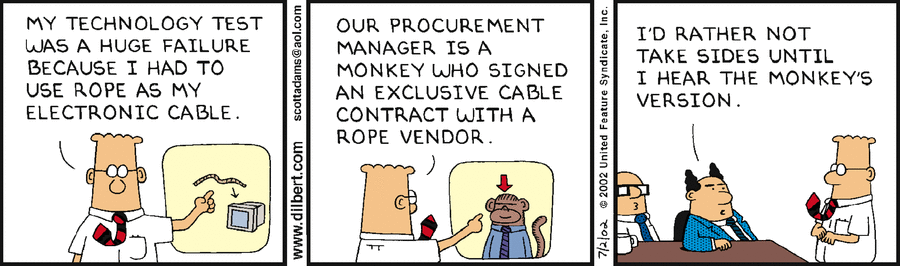 MY TECHNOLOGY TEST
WAS A HUGE FAILURE
BECAUSE I HAD TO
USE ROPE AS MY
ELECTRONIC CABLE.
www.dilbert.com scottadams@aol.com
OUR PROCUREMENT
MANAGER IS A
MONKEY WHO SIGNED
AN EXCLUSIVE CABLE
CONTRACT WITH A
ROPE VENDOR.
7/2/02 © 2002 United Feature Syndicate, Inc.
I'D RATHER NOT
TAKE SIDES UNTIL
I HEAR THE MONKEY'S
VERSION.